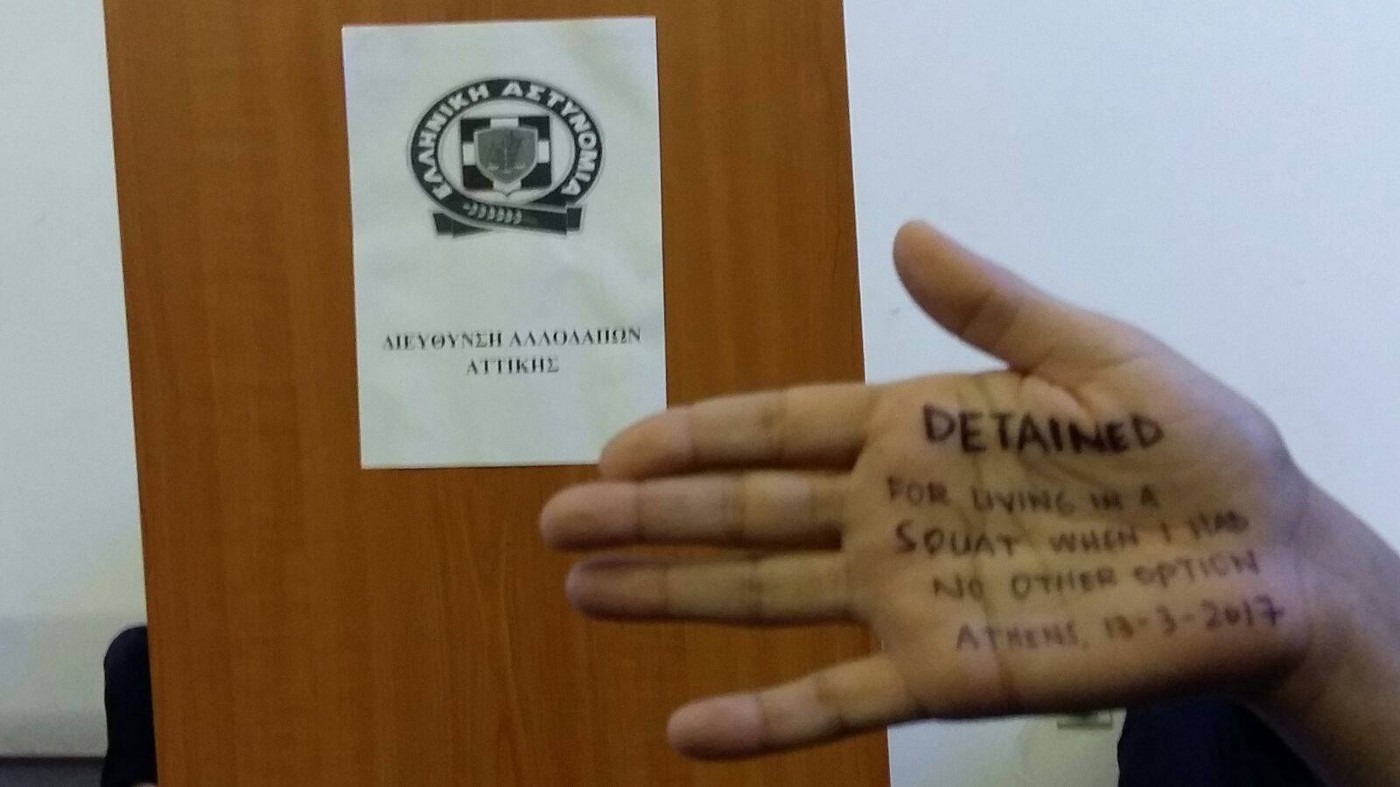 ΕΛΛΗΝΙΚΗ ΑΣΤΥΝΟΜΙΑ
ΔΙΕΥΘΥΝΣΗ ΑΛΛΟΔΑΠΩΝ
ΑΤΤΙΚΗΣ
DETAINED
FOR LIVING IN A
SQUAT WHEN I HAD
NO OTHER OPTION
ATHENS, 13-3-2017